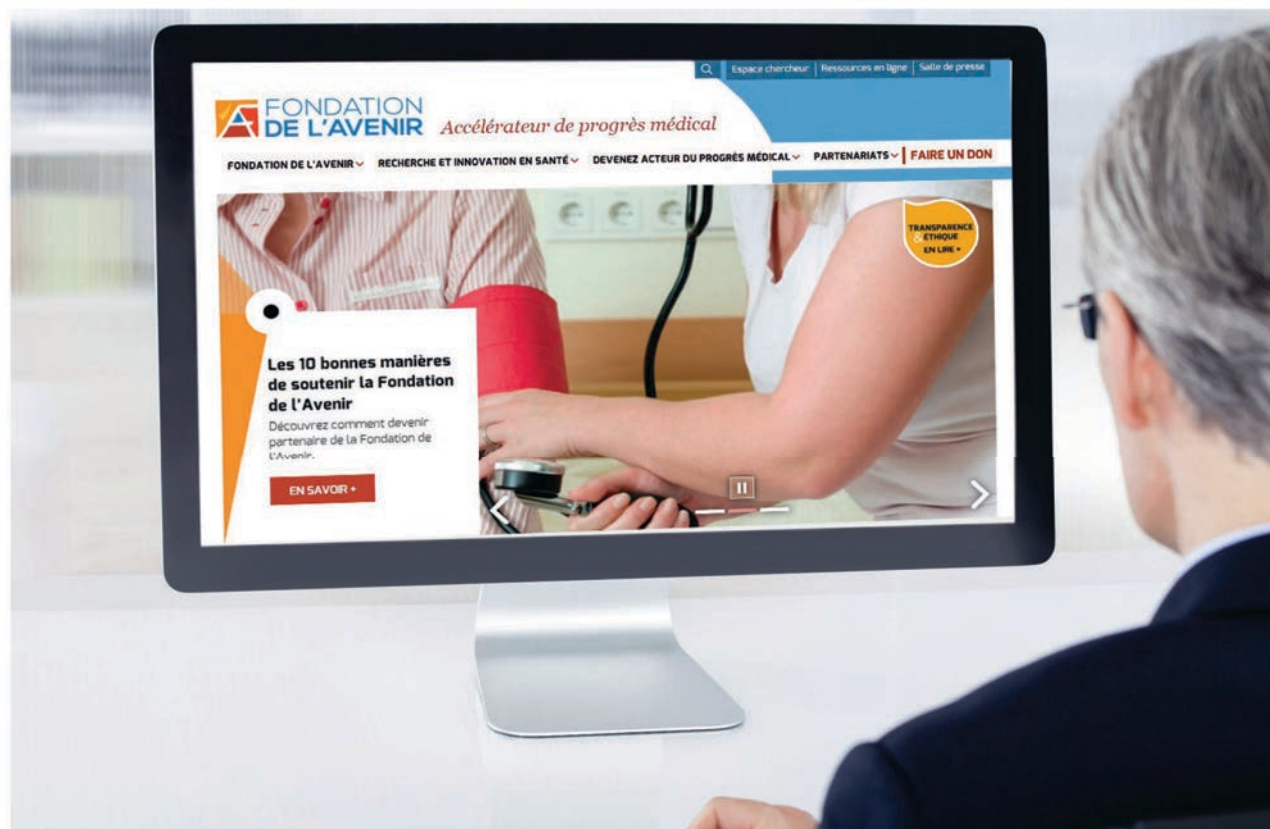 Espace chercheur | Ressources en ligne | Salle de presse
FONDATION
DE L'AVENIR
Accélérateur de progrès médical
FONDATION DE L'AVENIR
RECHERCHE ET INNOVATION EN SANTÉ
DEVENEZ ACTEUR DU PROGRÈS MÉDICAL
PARTENARIATS
FAIRE UN DON
TRANSPARENCE
& ÉTHIQUE
EN LIRE +
Les 10 bonnes manières
de soutenir la Fondation
de l'Avenir
Découvrez comment devenir
partenaire de la Fondation de
l'Avenir.
EN SAVOIR +